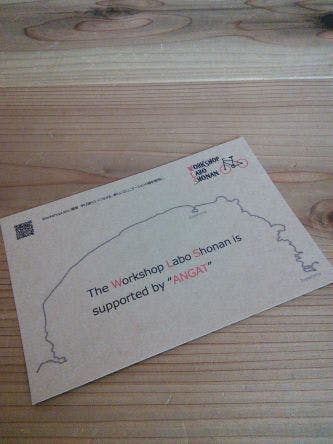 WORKSHOP
LABO
SHONAN
The Workshop Labo Shonan is
supported by "ANGAT"